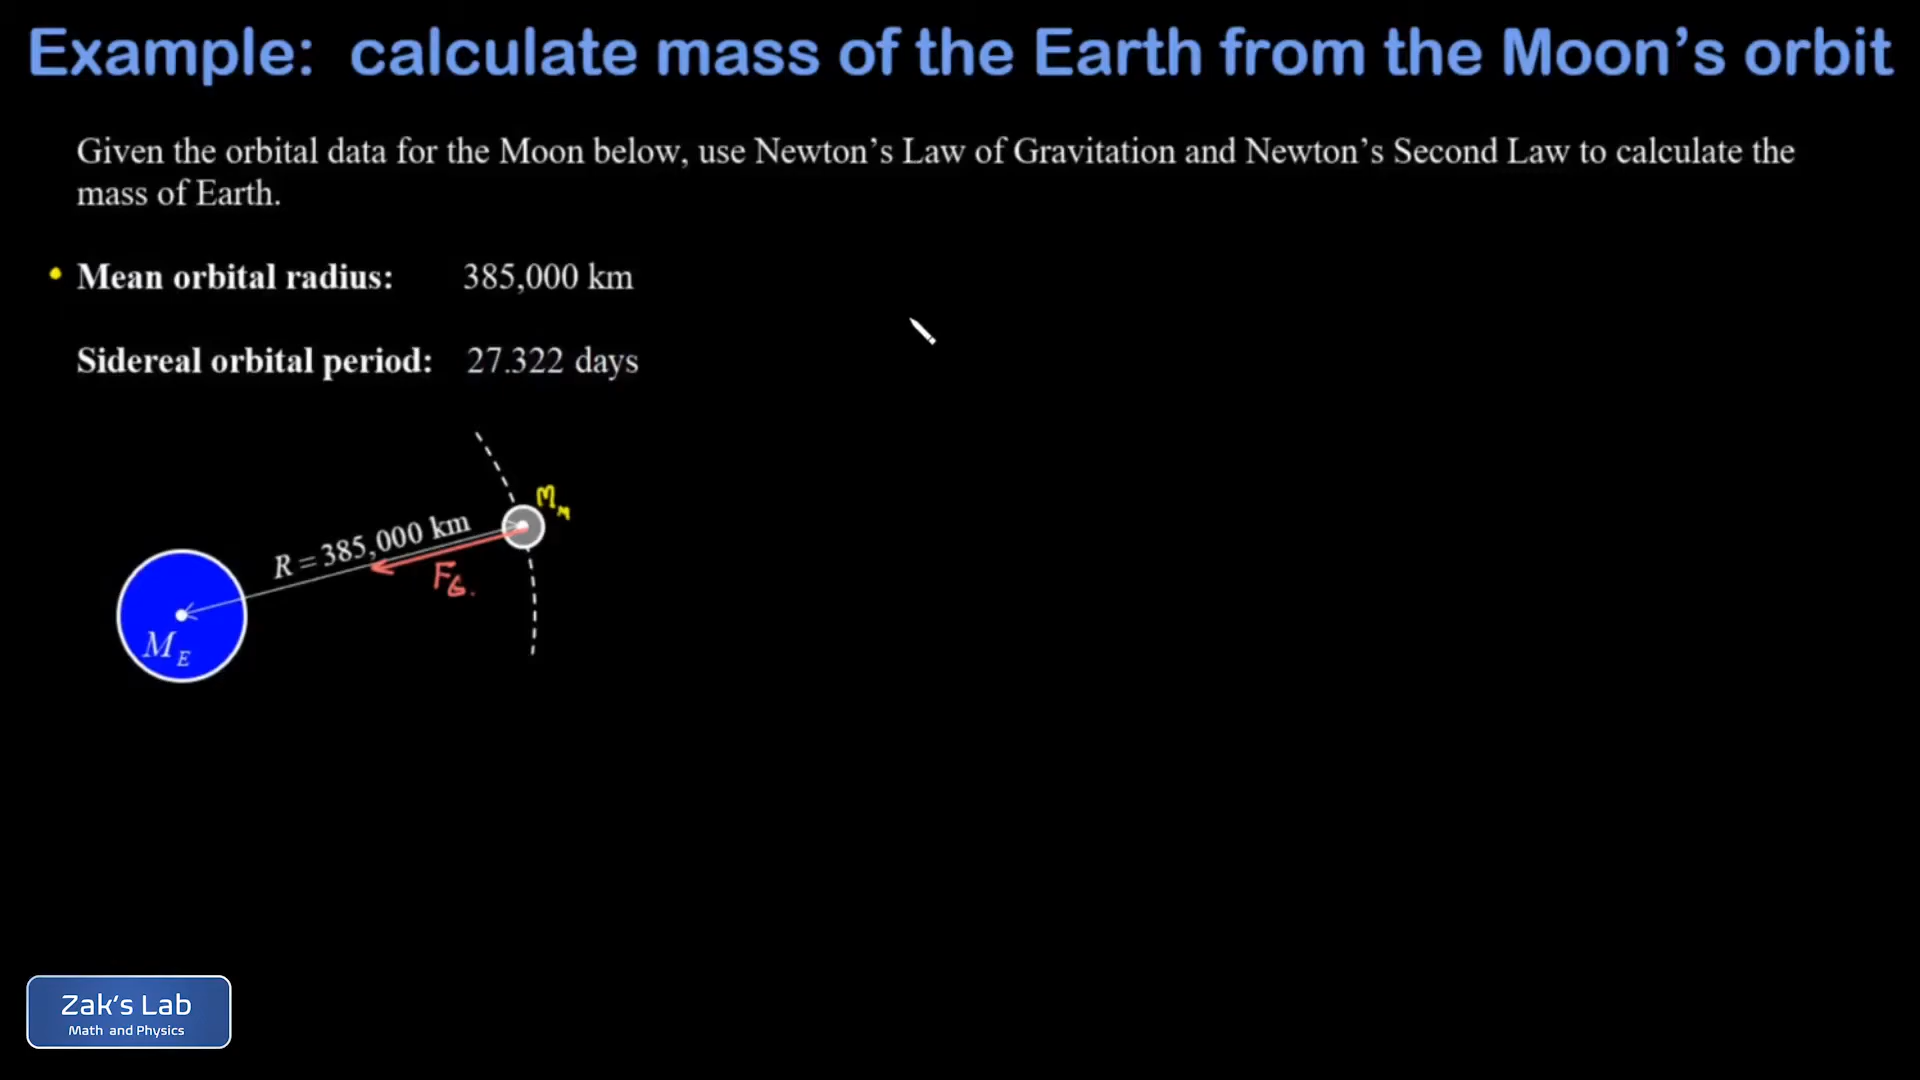 Example: calculate mass of the Earth from the Moon’s orbit
Given the orbital data for the Moon below, use Newton’s Law of Gravitation and Newton’s Second Law to calculate the
mass of Earth.
Mean orbital radius: 385,000 km
Sidereal orbital period: 27.322 days
M_M
R = 385,000 km
F_G.
M_E
Zak’s Lab
Math and Physics